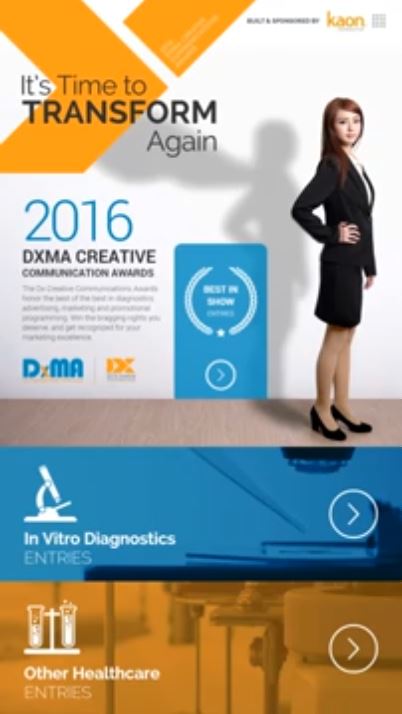 BUILT & SPONSORED BY kaon
It's Time to
TRANSFORM
Again
2016
DXMA CREATIVE
COMMUNICATION AWARDS
The Dx Creative Communications Awards
honor the best of the best in diagnostics
advertising, marketing and promotional
programming. Win the bragging rights you
deserve, and get recognized for your
marketing excellence.
BEST IN
SHOW
ENTRIES
DxMA DX
In Vitro Diagnostics
ENTRIES
Other Healthcare
ENTRIES